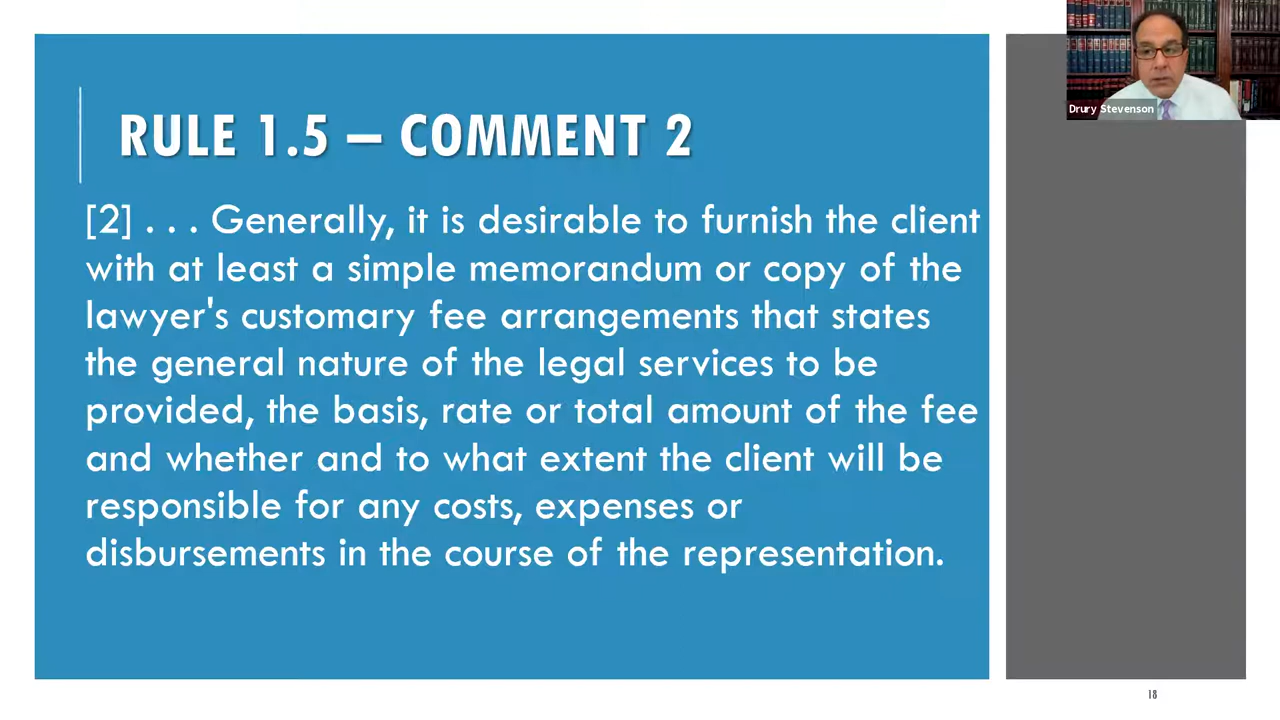 RULE 1.5 – COMMENT 2
[2] . . . Generally, it is desirable to furnish the client
with at least a simple memorandum or copy of the
lawyer's customary fee arrangements that states
the general nature of the legal services to be
provided, the basis, rate or total amount of the fee
and whether and to what extent the client will be
responsible for any costs, expenses or
disbursements in the course of the representation.
Drury Stevenson
18